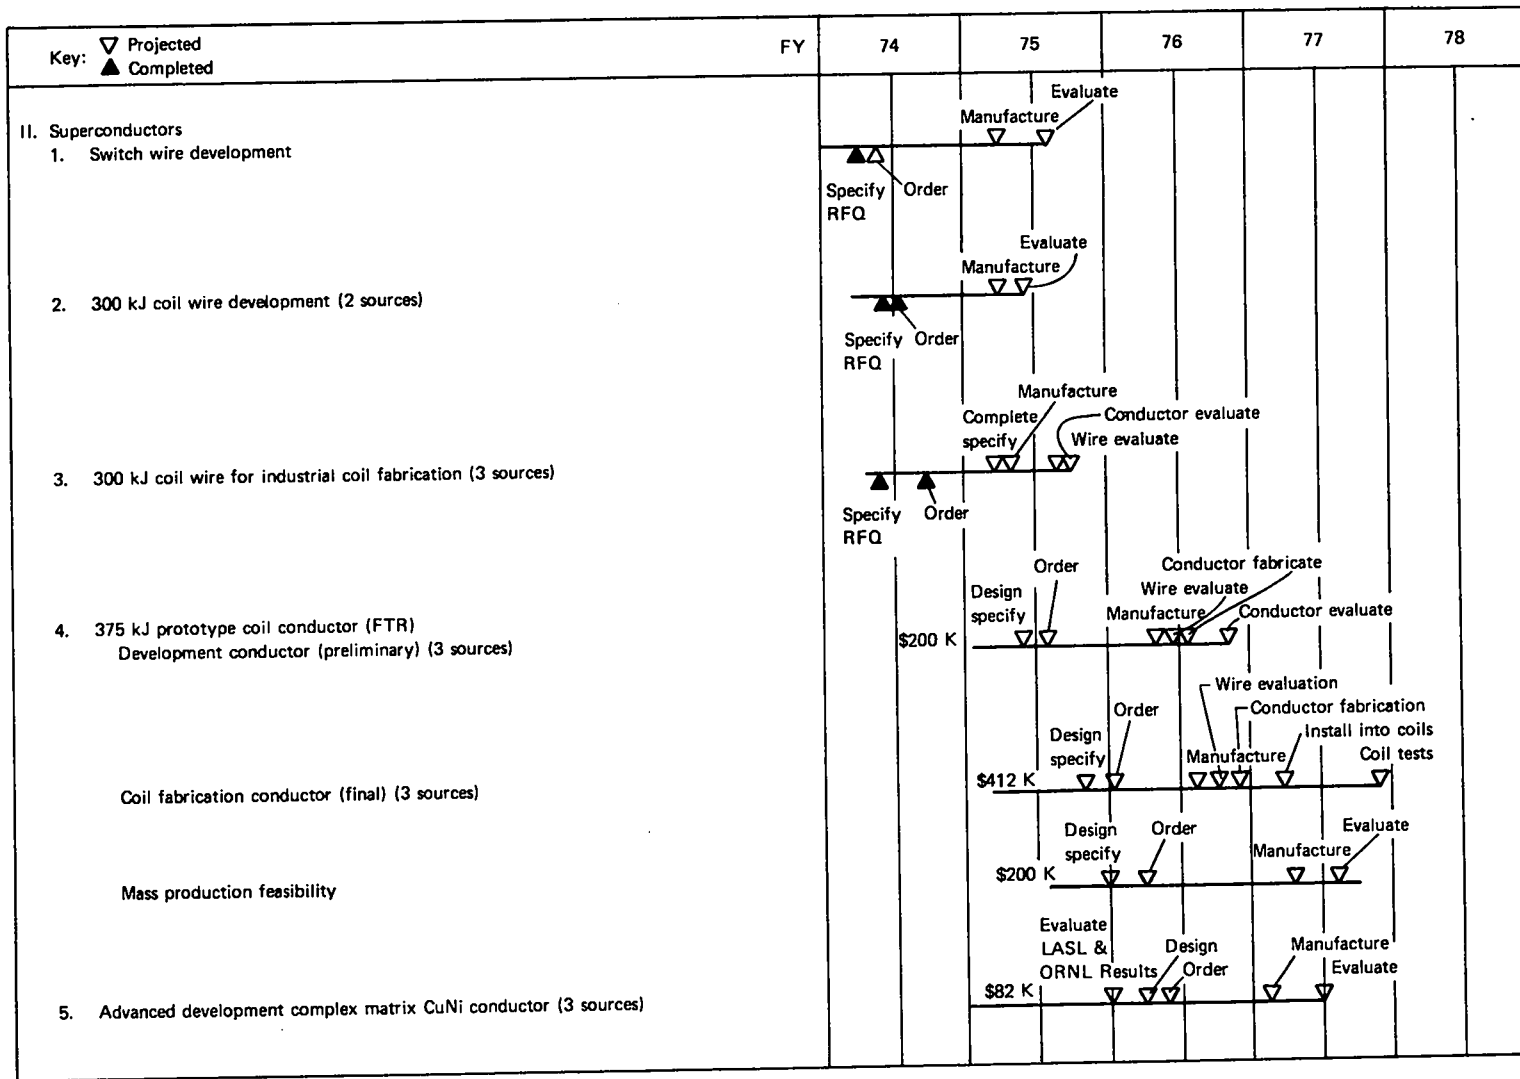 Key: Projected
Completed
FY 74 75 76 77 78
II. Superconductors
1. Switch wire development
Manufacture
Evaluate
Specify
RFQ
Order
2. 300 kJ coil wire development (2 sources)
Manufacture
Evaluate
Specify
RFQ
Order
3. 300 kJ coil wire for industrial coil fabrication (3 sources)
Complete
specify
Manufacture
Conductor evaluate
Wire evaluate
Specify
RFQ
Order
4. 375 kJ prototype coil conductor (FTR)
Development conductor (preliminary) (3 sources)
$200 K
Design
specify
Order
Manufacture
Wire evaluate
Conductor fabricate
Conductor evaluate
Coil fabrication conductor (final) (3 sources)
$412 K
Design
specify
Order
Manufacture
Wire evaluation
Conductor fabrication
Install into coils
Coil tests
Mass production feasibility
$200 K
Design
specify
Order
Manufacture
Evaluate
5. Advanced development complex matrix CuNi conductor (3 sources)
$82 K
Evaluate
LASL &
ORNL Results
Design
Order
Manufacture
Evaluate